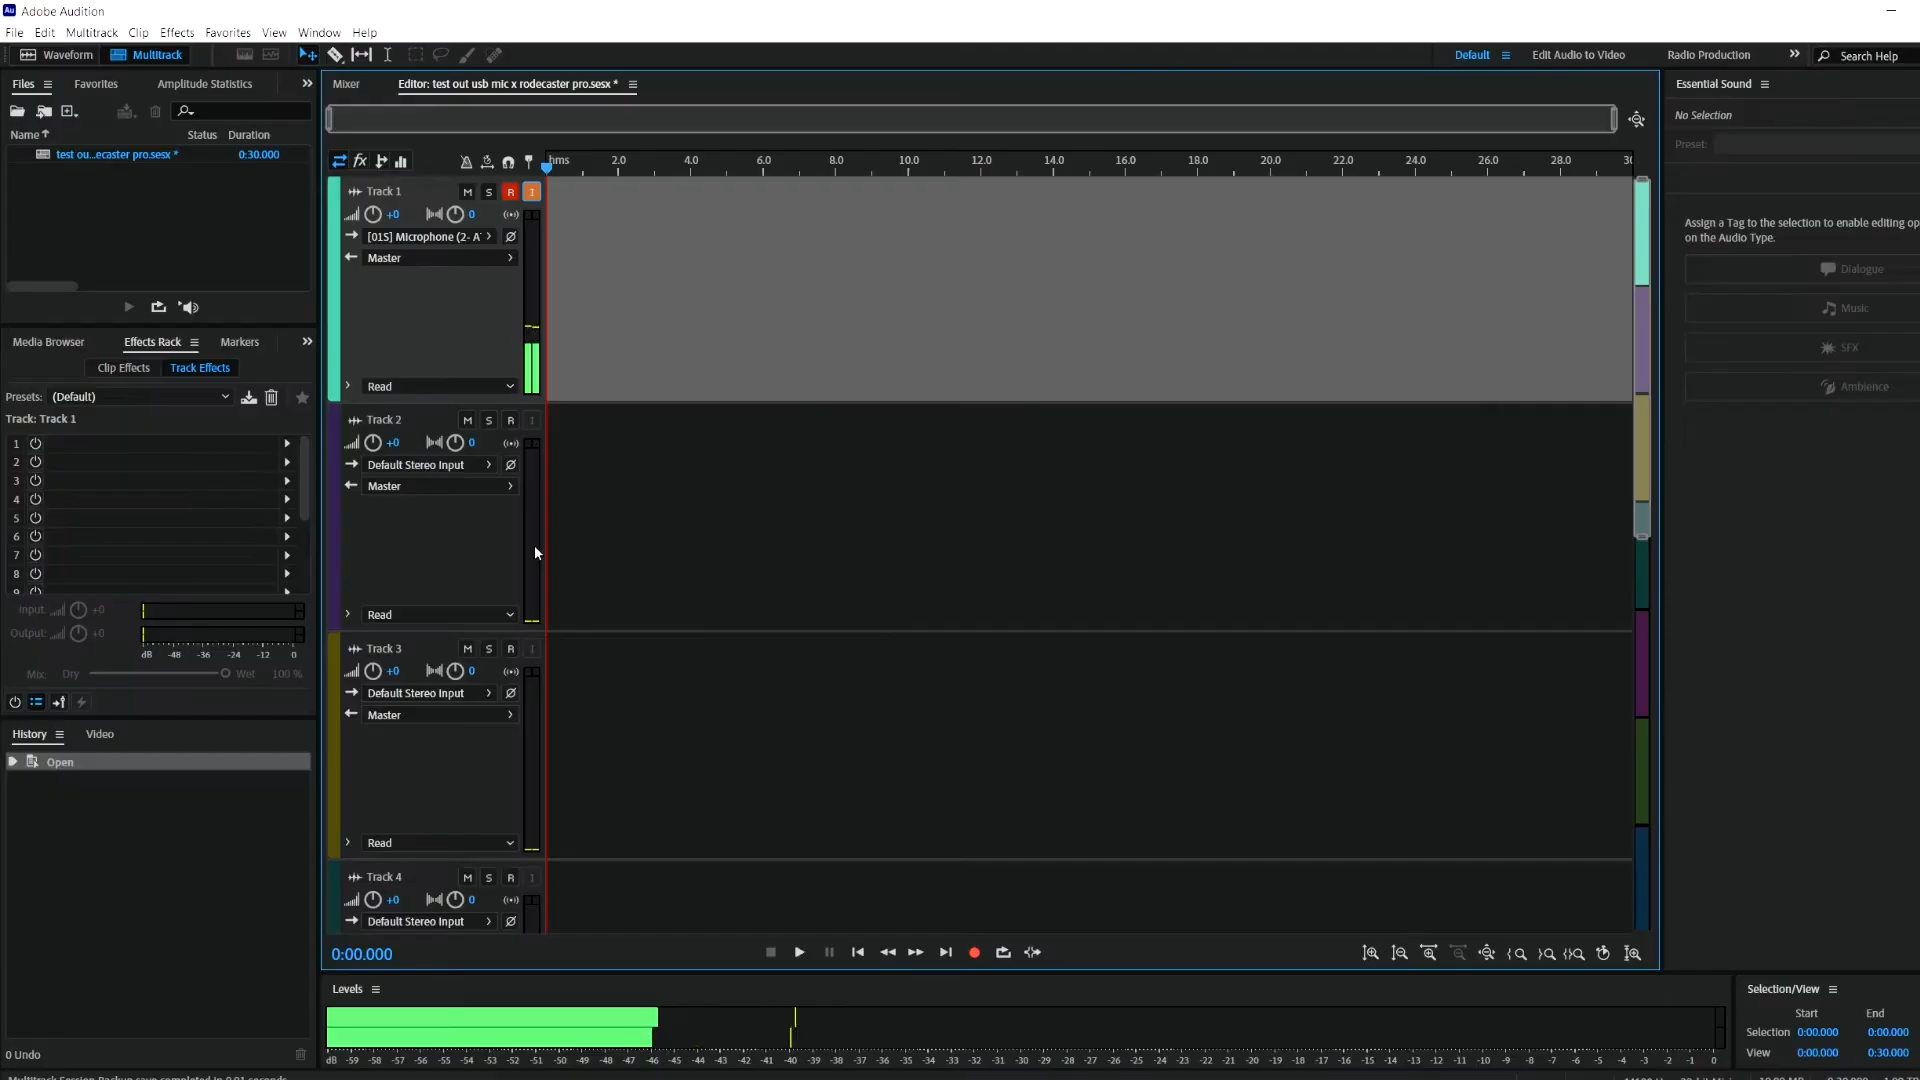 Au Adobe Audition
File Edit Multitrack Clip Effects Favorites View Window Help
Waveform Multitrack Default Edit Audio to Video Radio Production Search Help
Files Favorites Amplitude Statistics
Name Status Duration
test ou...ecaster pro.sesx * 0:30.000
Media Browser Effects Rack Markers
Clip Effects Track Effects
Presets: (Default)
Track: Track 1
1
2
3
4
5
6
7
8
9
Input: +0
Output: +0
dB -48 -36 -24 -12 0
Mix: Dry Wet 100 %
History Video
Open
0 Undo
Mixer Editor: test out usb mic x rodecaster pro.sesx *
fx hms 2.0 4.0 6.0 8.0 10.0 12.0 14.0 16.0 18.0 20.0 22.0 24.0 26.0 28.0 30
Track 1 M S R I
+0 0
[01S] Microphone (2- A
Master
Read
Track 2 M S R I
+0 0
Default Stereo Input
Master
Read
Track 3 M S R I
+0 0
Default Stereo Input
Master
Read
Track 4 M S R I
+0 0
Default Stereo Input
0:00.000
Levels
dB -59 -58 -57 -56 -55 -54 -53 -52 -51 -50 -49 -48 -47 -46 -45 -44 -43 -42 -41 -40 -39 -38 -37 -36 -35 -34 -33 -32 -31 -30 -29 -28 -27 -26 -25 -24 -23 -22 -21 -20 -19 -18 -17 -16 -15 -14 -13 -12 -11 -10 -9 -8 -7 -6 -5 -4 -3 -2 -1 0
Essential Sound
No Selection
Preset:
Assign a Tag to the selection to enable editing op
on the Audio Type.
Dialogue
Music
SFX
Ambience
Selection/View
Start End
Selection 0:00.000 0:00.000
View 0:00.000 0:30.000
Multitrack Session Backup save completed in 0.01 seconds